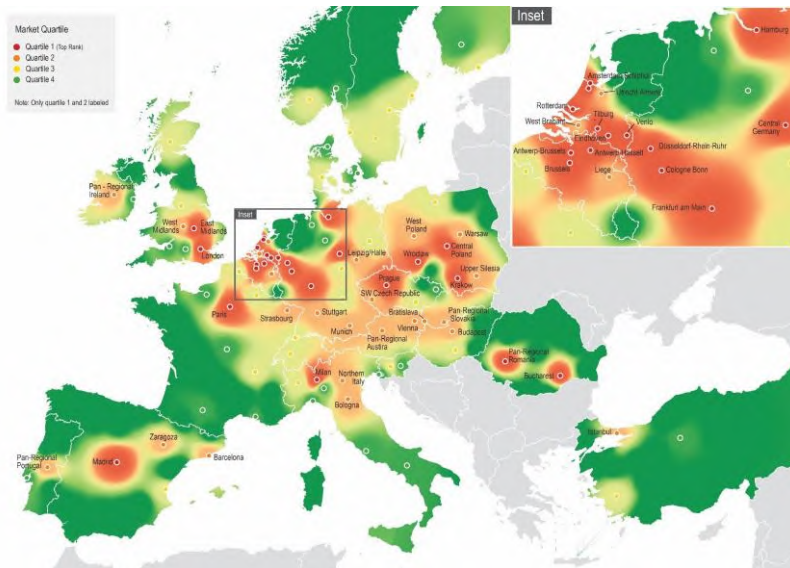 Market Quartile
Quartile 1 (Top Rank)
Quartile 2
Quartile 3
Quartile 4
Note: Only quartile 1 and 2 labeled
Pan - Regional
Ireland
West
Midlands
East
Midlands
London
Inset
Paris
Strasbourg
Stuttgart
Munich
Leipzig/Halle
Prague
SW Czech Republic
West
Poland
Warsaw
Wroclaw
Central
Poland
Upper Silesia
Krakow
Bratislava
Vienna
Pan-Regional
Austira
Pan-Regional
Slovakia
Budapest
Milan
Northern
Italy
Bologna
Pan-Regional
Romania
Bucharest
Istanbul
Pan-Regional
Portugal
Madrid
Zaragoza
Barcelona
Inset
Hamburg
Amsterdam-Schiphol
Utrecht-Almere
Rotterdam
West Brabant
Tilburg
Venlo
Eindhoven
Central
Germany
Antwerp-Brussels
Antwerp-Hasselt
Düsseldorf-Rhein-Ruhr
Brussels
Liege
Cologne Bonn
Frankfurt am Main